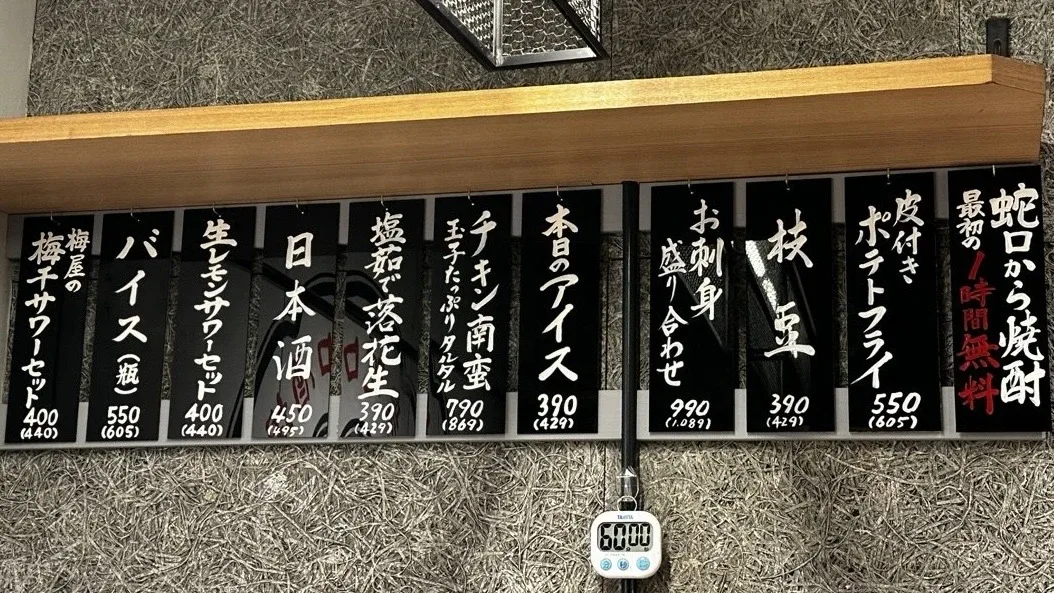 蛇口から焼酎
最初の1時間無料
皮付き
ポテトフライ
550
(605)
枝豆
390
(429)
お刺身
盛り合わせ
990
(1.089)
本日のアイス
390
(429)
チキン南蛮
玉子たっぷりタルタル
790
(869)
塩茹で落花生
390
(429)
日本酒
450
(495)
生レモンサワーセット
400
(440)
バイス(瓶)
550
(605)
梅屋の
梅干サワーセット
400
(440)
TANITA
60:00
分 秒